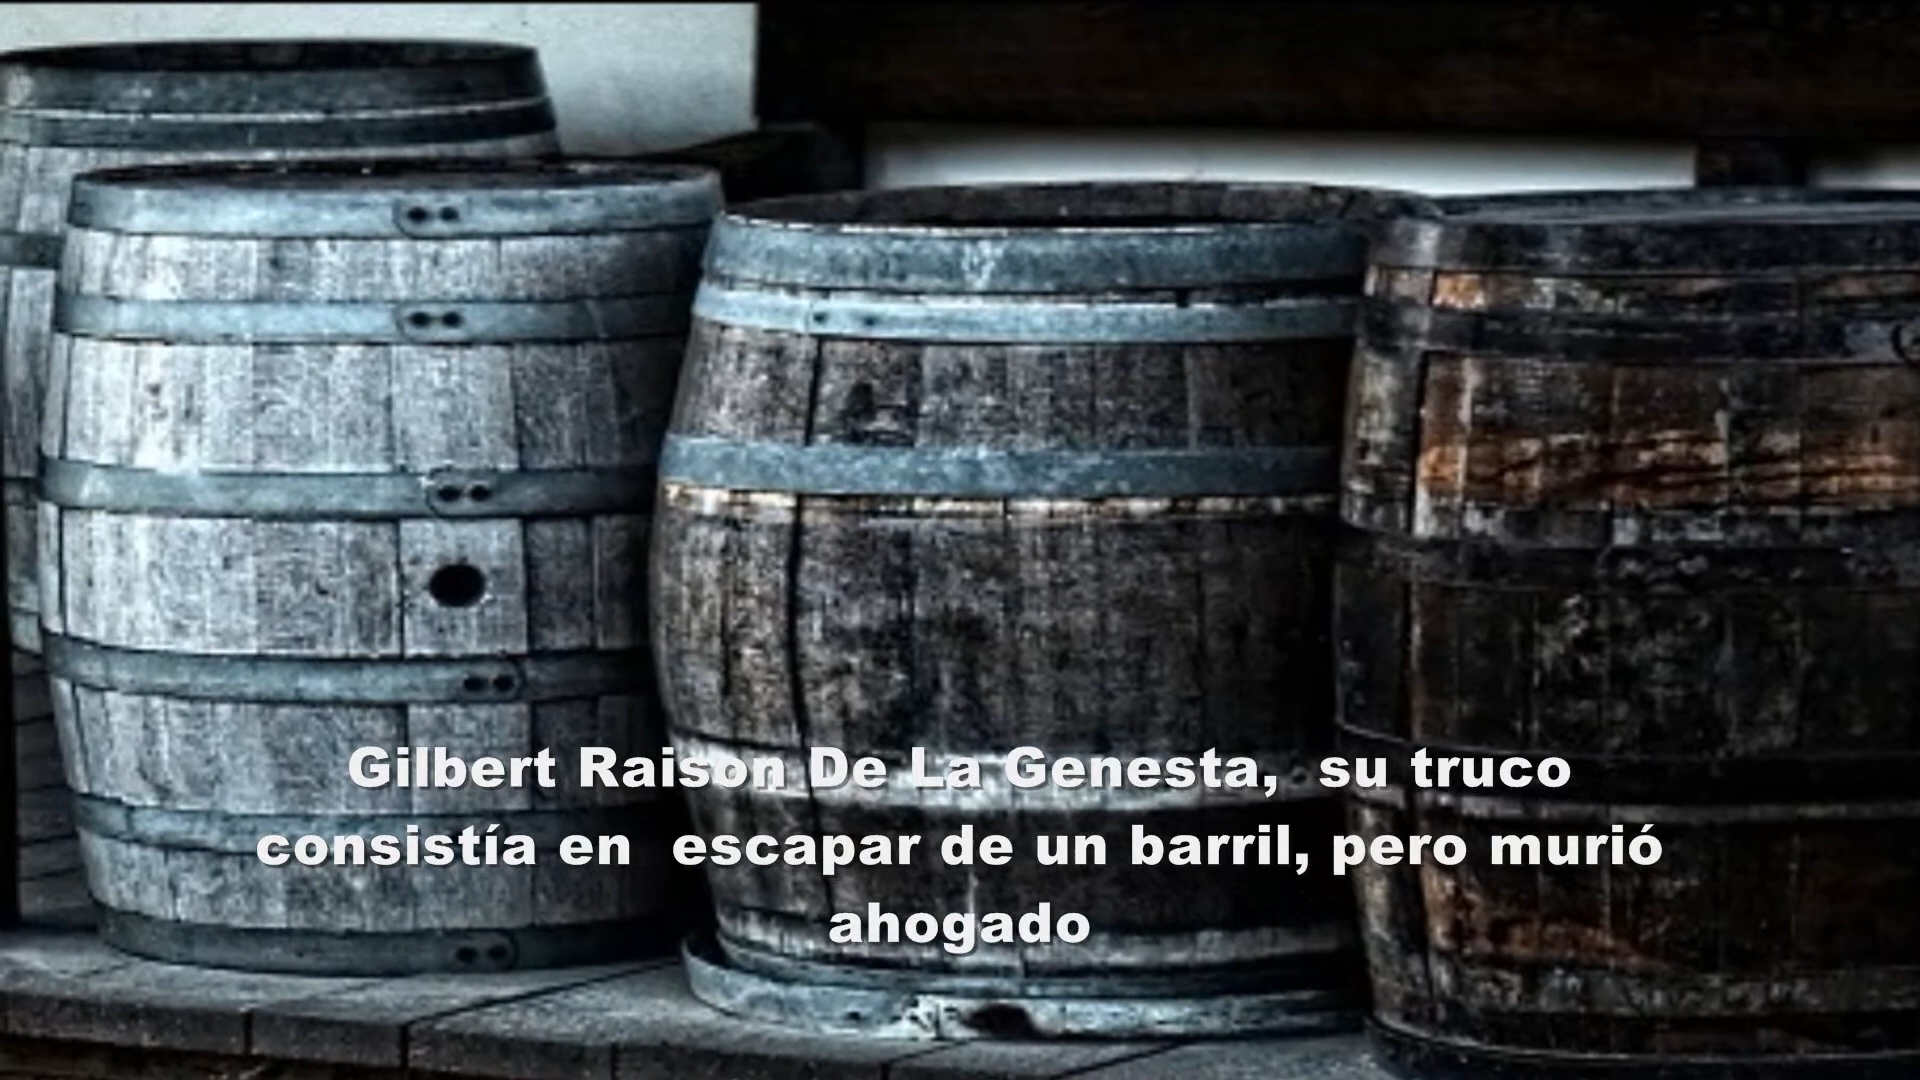 Gilbert Raison De La Genesta, su truco
consistía en escapar de un barril, pero murió
ahogado